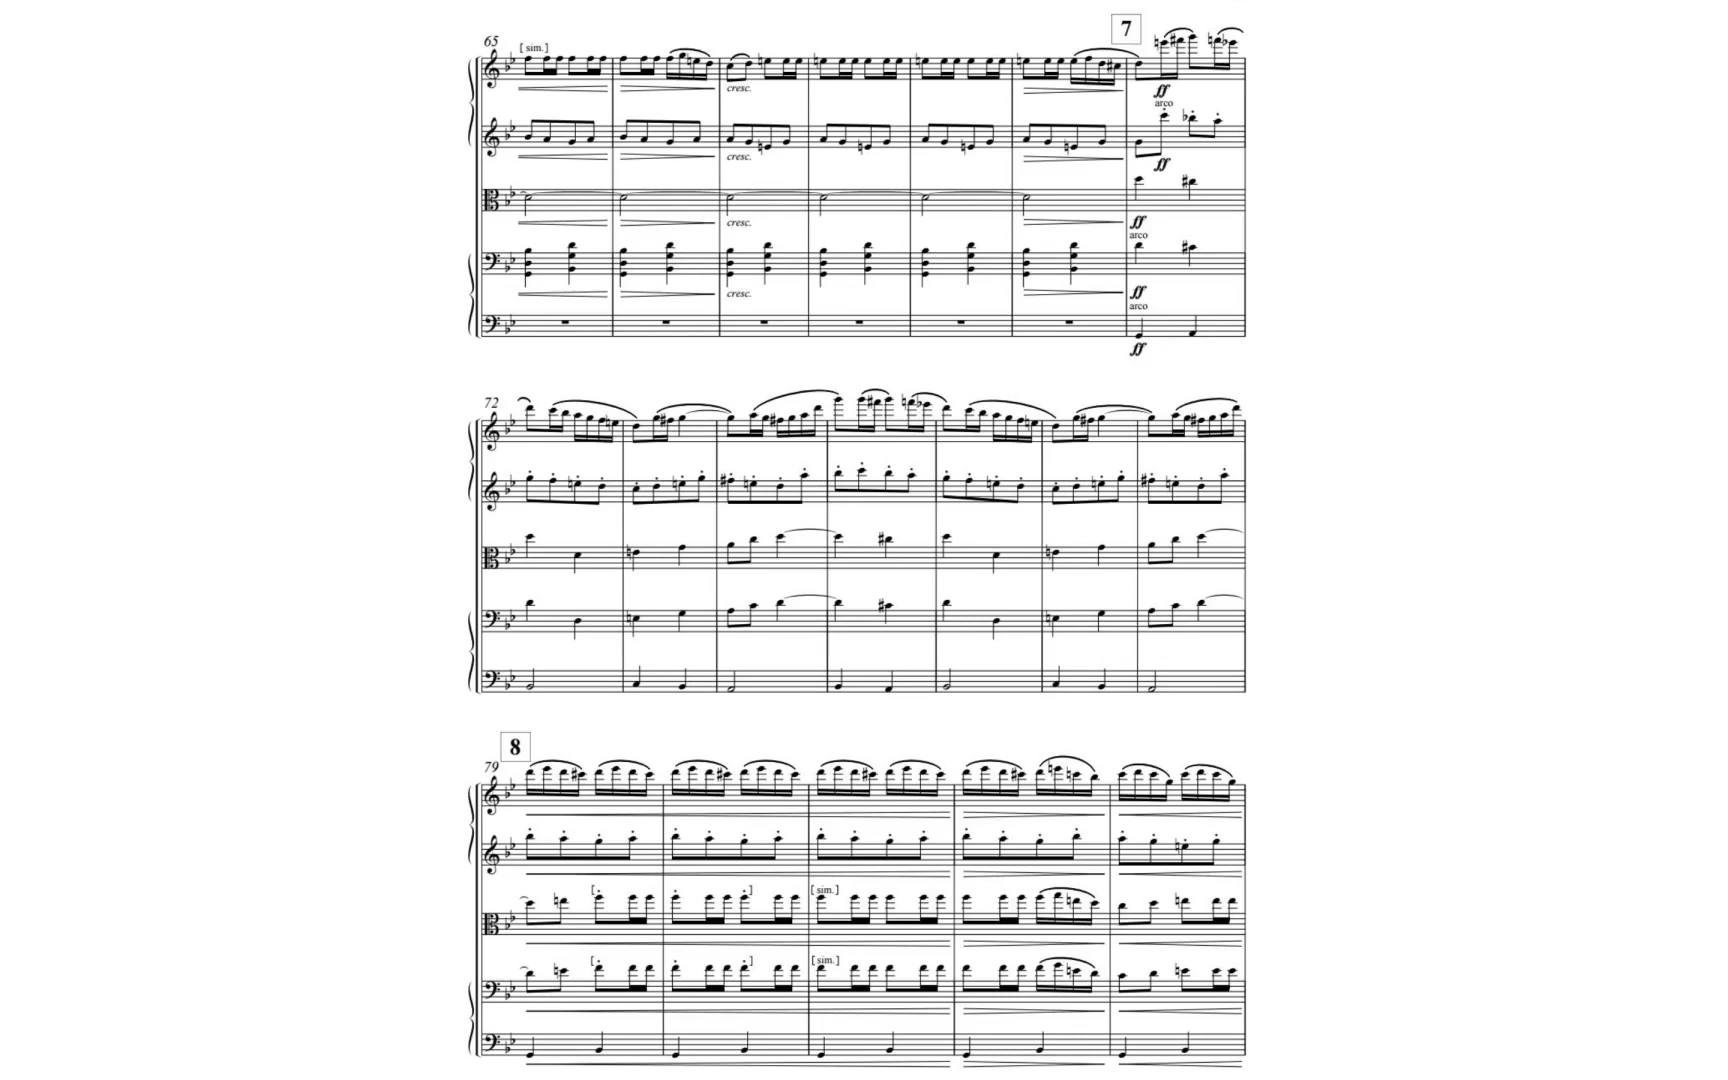 7
65
[ sim.]
cresc.
ff
arco
cresc.
ff
cresc.
ff
arco
cresc.
ff
arco
ff
72
8
79
[ ] [ sim.]
[ ] [ sim.]